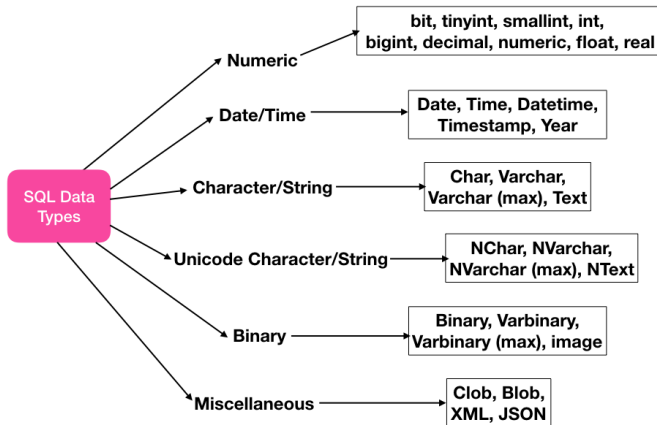 SQL Data
Types
Numeric
bit, tinyint, smallint, int,
bigint, decimal, numeric, float, real
Date/Time
Date, Time, Datetime,
Timestamp, Year
Character/String
Char, Varchar,
Varchar (max), Text
Unicode Character/String
NChar, NVarchar,
NVarchar (max), NText
Binary
Binary, Varbinary,
Varbinary (max), image
Miscellaneous
Clob, Blob,
XML, JSON